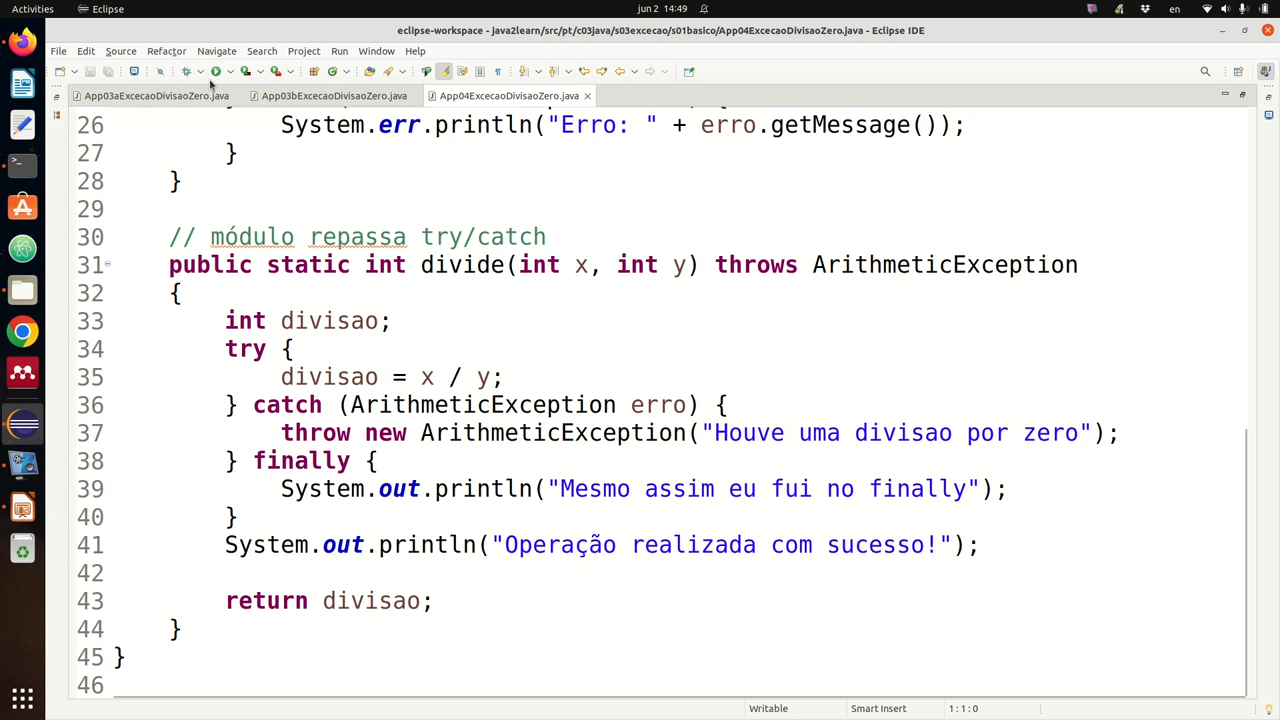 Activities
Eclipse
jun 2 14:49
en
eclipse-workspace - java2learn/src/pt/c03java/s03excecao/s01basico/App04ExcecaoDivisaoZero.java - Eclipse IDE
File Edit Source Refactor Navigate Search Project Run Window Help
App03aExcecaoDivisaoZero.java
App03bExcecaoDivisaoZero.java
App04ExcecaoDivisaoZero.java
26 System.err.println("Erro: " + erro.getMessage());
27 }
28 }
29
30 // módulo repassa try/catch
31 public static int divide(int x, int y) throws ArithmeticException
32 {
33 int divisao;
34 try {
35 divisao = x / y;
36 } catch (ArithmeticException erro) {
37 throw new ArithmeticException("Houve uma divisao por zero");
38 } finally {
39 System.out.println("Mesmo assim eu fui no finally");
40 }
41 System.out.println("Operação realizada com sucesso!");
42
43 return divisao;
44 }
45 }
46
Writable
Smart Insert
1 : 1 : 0